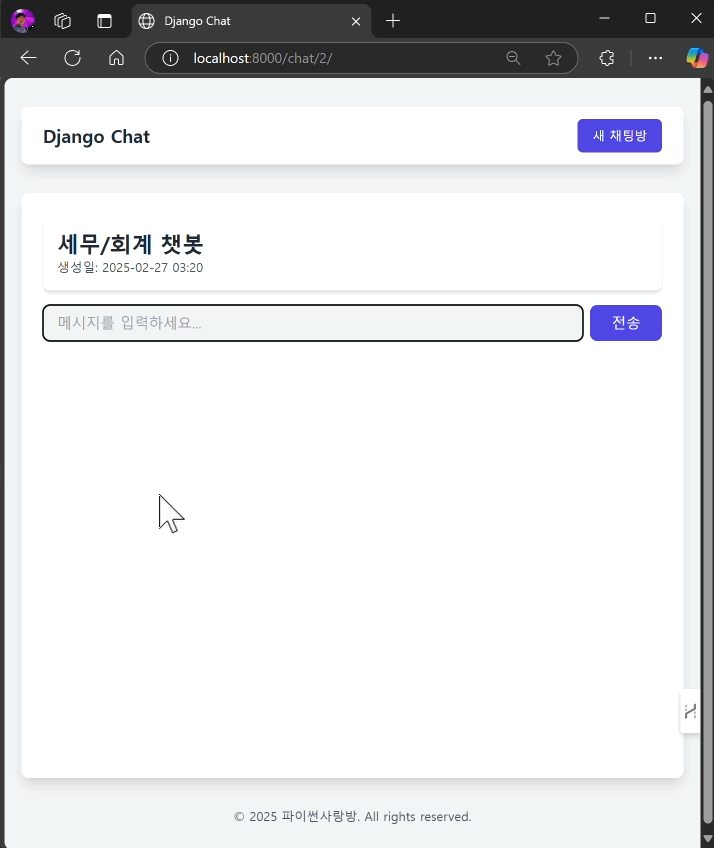 Django Chat
localhost:8000/chat/2/
Django Chat
새 채팅방
세무/회계 챗봇
생성일: 2025-02-27 03:20
메시지를 입력하세요...
전송
© 2025 파이썬사랑방. All rights reserved.